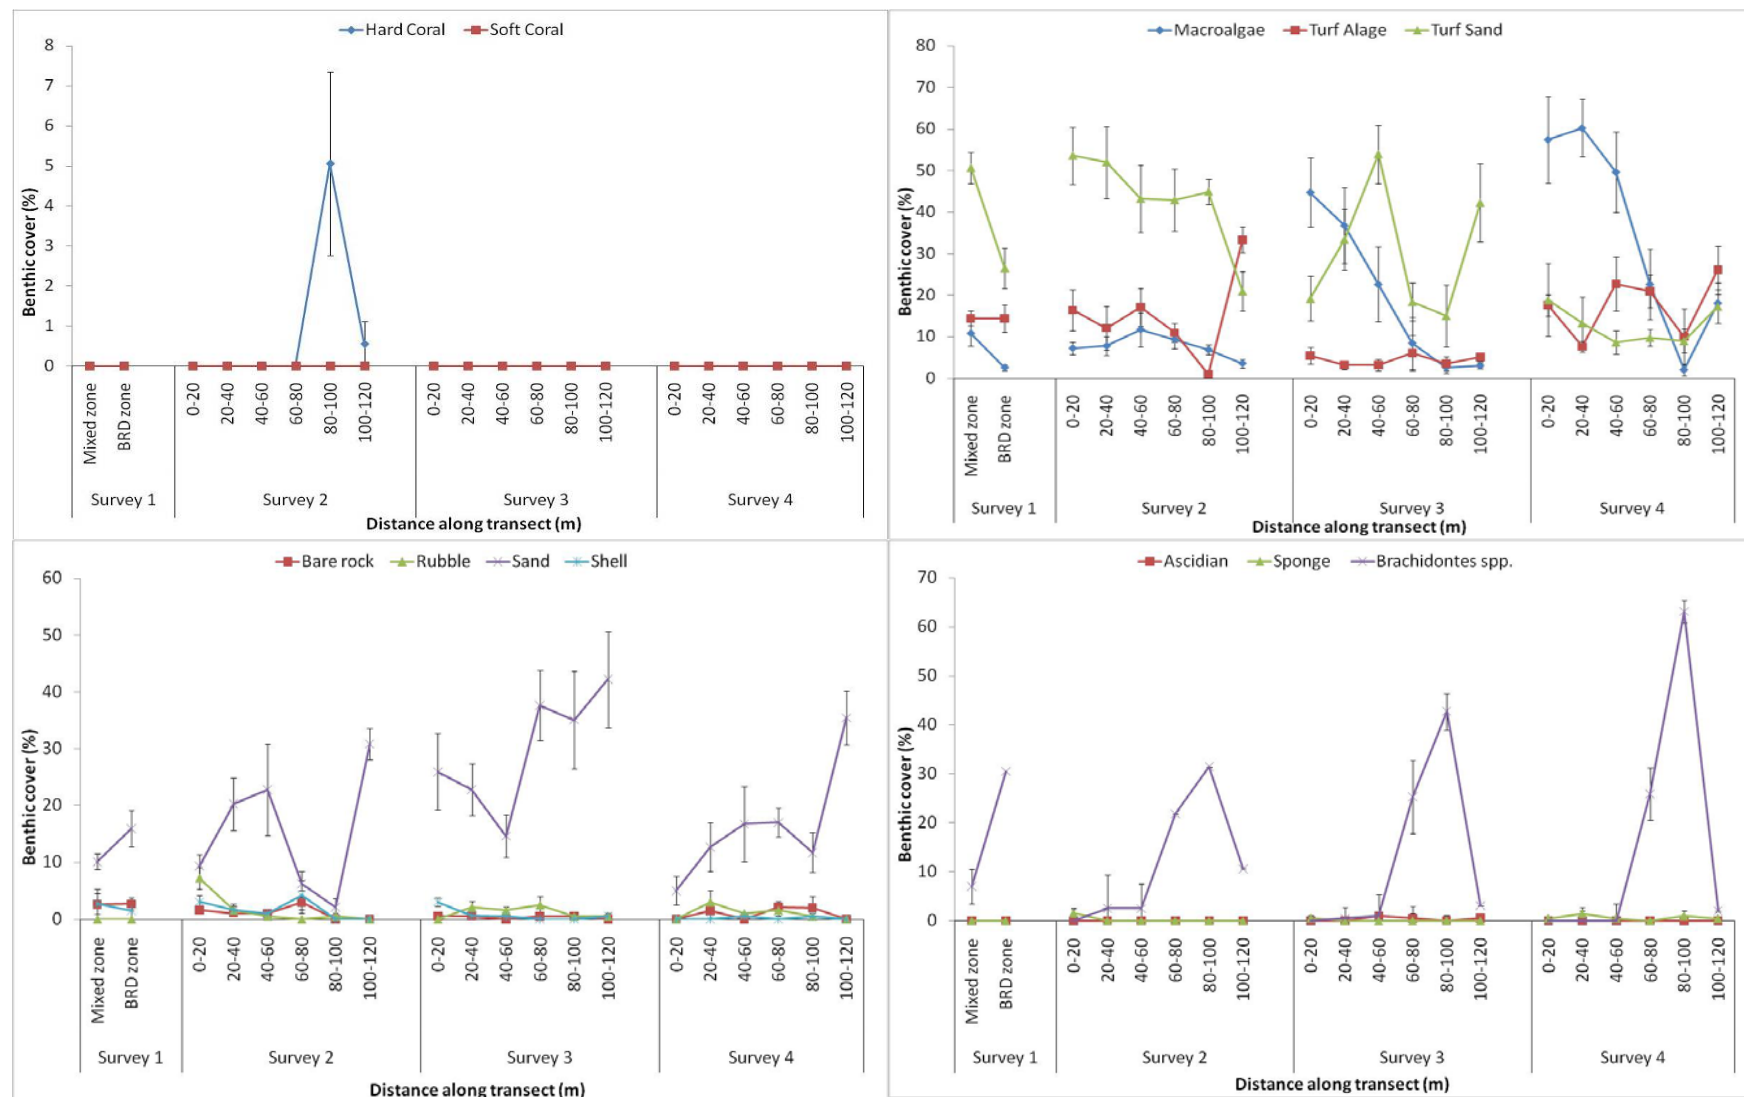 Hard Coral Soft Coral
8
7
6
5
4
3
2
1
0
Benthic cover (%)
Mixed zone BRD zone 0-20 20-40 40-60 60-80 80-100 100-120 0-20 20-40 40-60 60-80 80-100 100-120 0-20 20-40 40-60 60-80 80-100 100-120
Survey 1 Survey 2 Survey 3 Survey 4
Distance along transect (m)
Macroalgae Turf Alage Turf Sand
80
70
60
50
40
30
20
10
0
Benthic cover (%)
Mixed zone BRD zone 0-20 20-40 40-60 60-80 80-100 100-120 0-20 20-40 40-60 60-80 80-100 100-120 0-20 20-40 40-60 60-80 80-100 100-120
Survey 1 Survey 2 Survey 3 Survey 4
Distance along transect (m)
Bare rock Rubble Sand Shell
60
50
40
30
20
10
0
Benthic cover (%)
Mixed zone BRD zone 0-20 20-40 40-60 60-80 80-100 100-120 0-20 20-40 40-60 60-80 80-100 100-120 0-20 20-40 40-60 60-80 80-100 100-120
Survey 1 Survey 2 Survey 3 Survey 4
Distance along transect (m)
Ascidian Sponge Brachidontes spp.
70
60
50
40
30
20
10
0
Benthic cover (%)
Mixed zone BRD zone 0-20 20-40 40-60 60-80 80-100 100-120 0-20 20-40 40-60 60-80 80-100 100-120 0-20 20-40 40-60 60-80 80-100 100-120
Survey 1 Survey 2 Survey 3 Survey 4
Distance along transect (m)